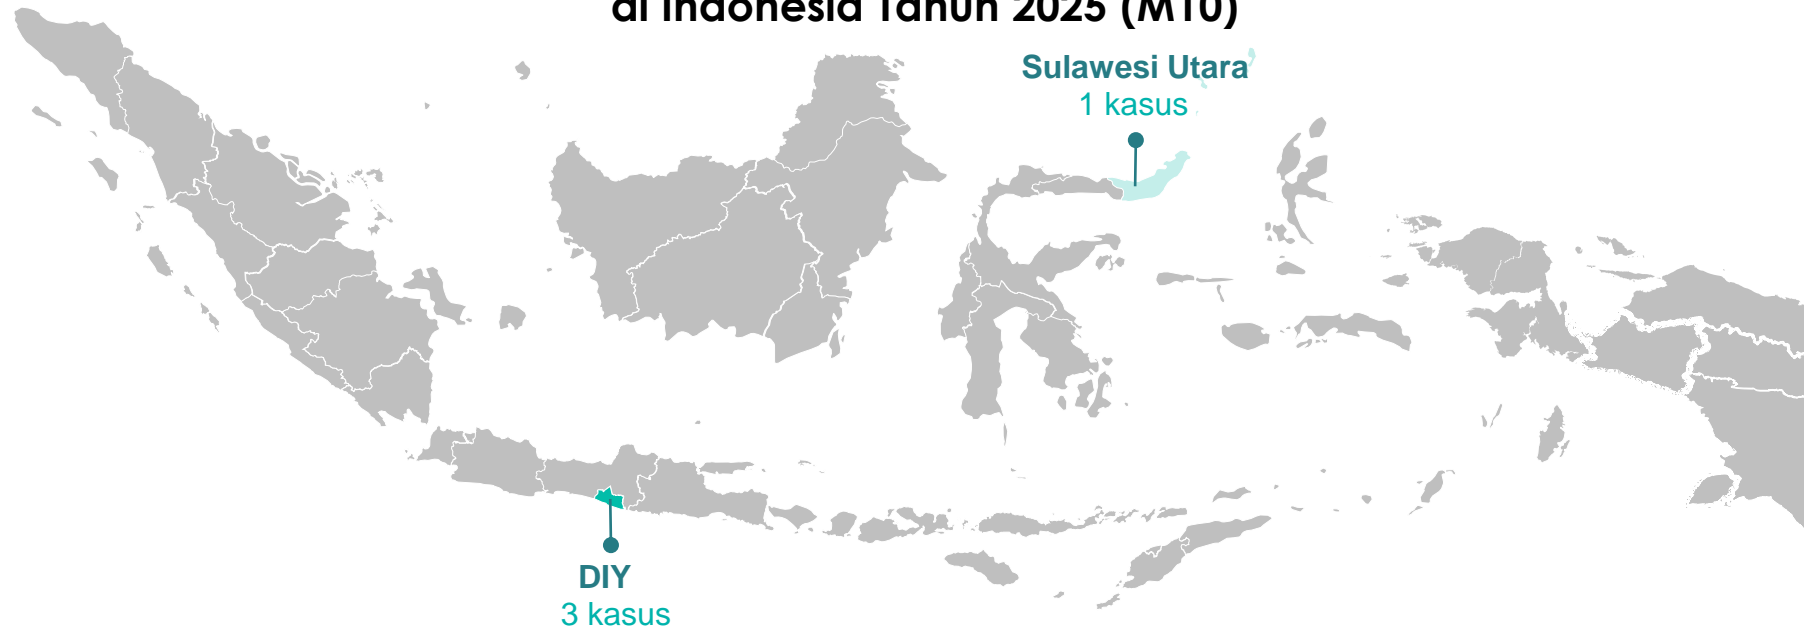 di Indonesia Tahun 2025 (M10)
Sulawesi Utara
1 kasus
DIY
3 kasus